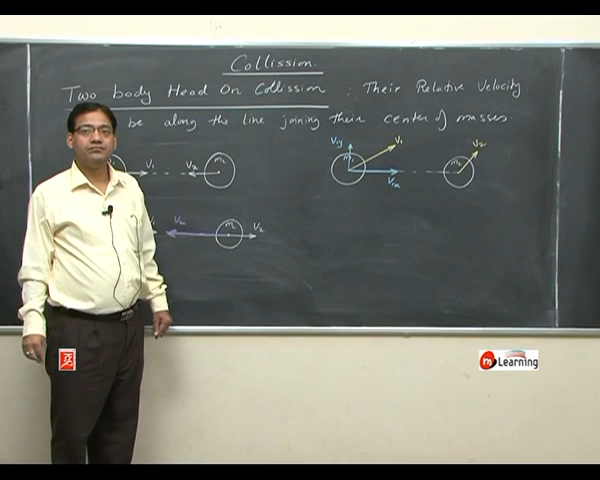 Collission.
Two body Head On Collission : Their Relative Velocity
be along the line joining their center of masses.
V1y V1 V2
V1 V2 m2 m1 m2
V1x
V2 m2 V2
m Learning